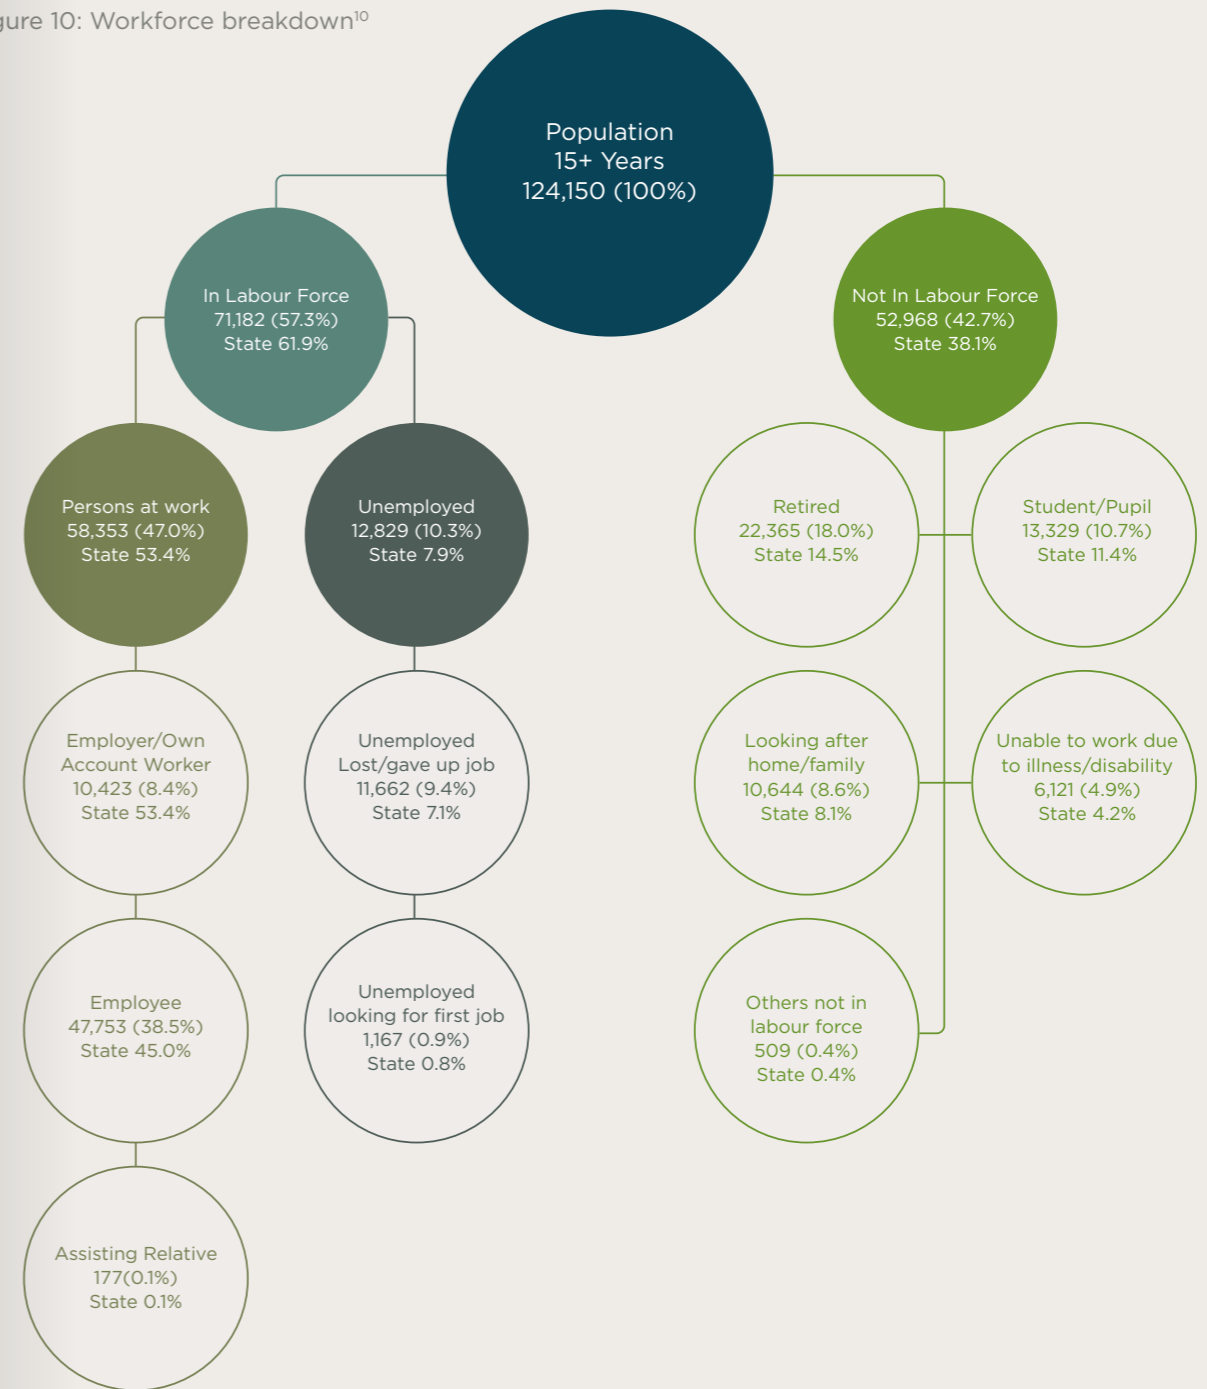 gure 10: Workforce breakdown10
Population
15+ Years
124,150 (100%)
In Labour Force
71,182 (57.3%)
State 61.9%
Not In Labour Force
52,968 (42.7%)
State 38.1%
Persons at work
58,353 (47.0%)
State 53.4%
Unemployed
12,829 (10.3%)
State 7.9%
Retired
22,365 (18.0%)
State 14.5%
Student/Pupil
13,329 (10.7%)
State 11.4%
Employer/Own
Account Worker
10,423 (8.4%)
State 53.4%
Unemployed
Lost/gave up job
11,662 (9.4%)
State 7.1%
Looking after
home/family
10,644 (8.6%)
State 8.1%
Unable to work due
to illness/disability
6,121 (4.9%)
State 4.2%
Employee
47,753 (38.5%)
State 45.0%
Unemployed
looking for first job
1,167 (0.9%)
State 0.8%
Others not in
labour force
509 (0.4%)
State 0.4%
Assisting Relative
177(0.1%)
State 0.1%